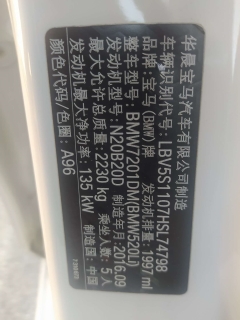 华晨宝马汽车有限公司制造
车辆识别代号: LBV5S1107HSL74798
品牌: 宝马 (BMW) 牌
整车型号: BMW7201DM(BMW520Li)
发动机型号: N20B20D 发动机排量: 1997 ml
最大允许总质量: 2230 kg 制造年月: 2016.09
发动机最大净功率: 135 kW 乘坐人数: 5 人
颜色代码/色圈: A96 制造国: 中国